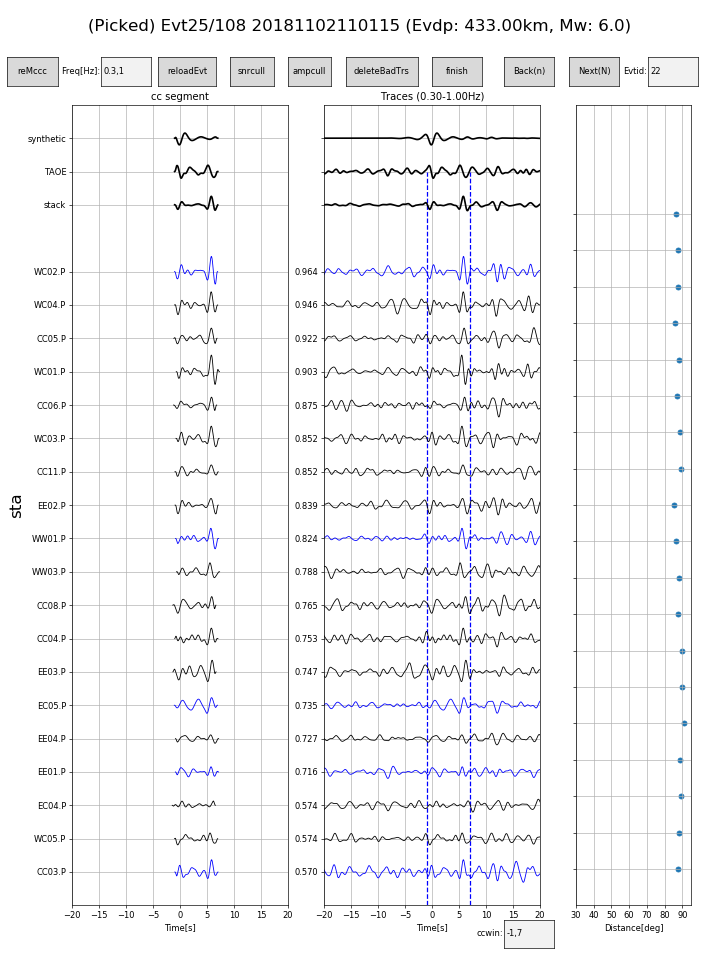 (Picked) Evt25/108 20181102110115 (Evdp: 433.00km, Mw: 6.0)
reMccc Freq[Hz]: 0.3,1 reloadEvt snrcull ampcull deleteBadTrs finish Back(n) Next(N) Evtid: 22
cc segment Traces (0.30-1.00Hz)
synthetic
TAOE
stack
WC02.P 0.964
WC04.P 0.946
CC05.P 0.922
WC01.P 0.903
CC06.P 0.875
WC03.P 0.852
CC11.P 0.852
EE02.P 0.839
WW01.P 0.824
WW03.P 0.788
CC08.P 0.765
CC04.P 0.753
EE03.P 0.747
EC05.P 0.735
EE04.P 0.727
EE01.P 0.716
EC04.P 0.574
WC05.P 0.574
CC03.P 0.570
sta
−20 −15 −10 −5 0 5 10 15 20 −20 −15 −10 −5 0 5 10 15 20 30 40 50 60 70 80 90
Time[s] Time[s] Distance[deg]
ccwin: -1,7